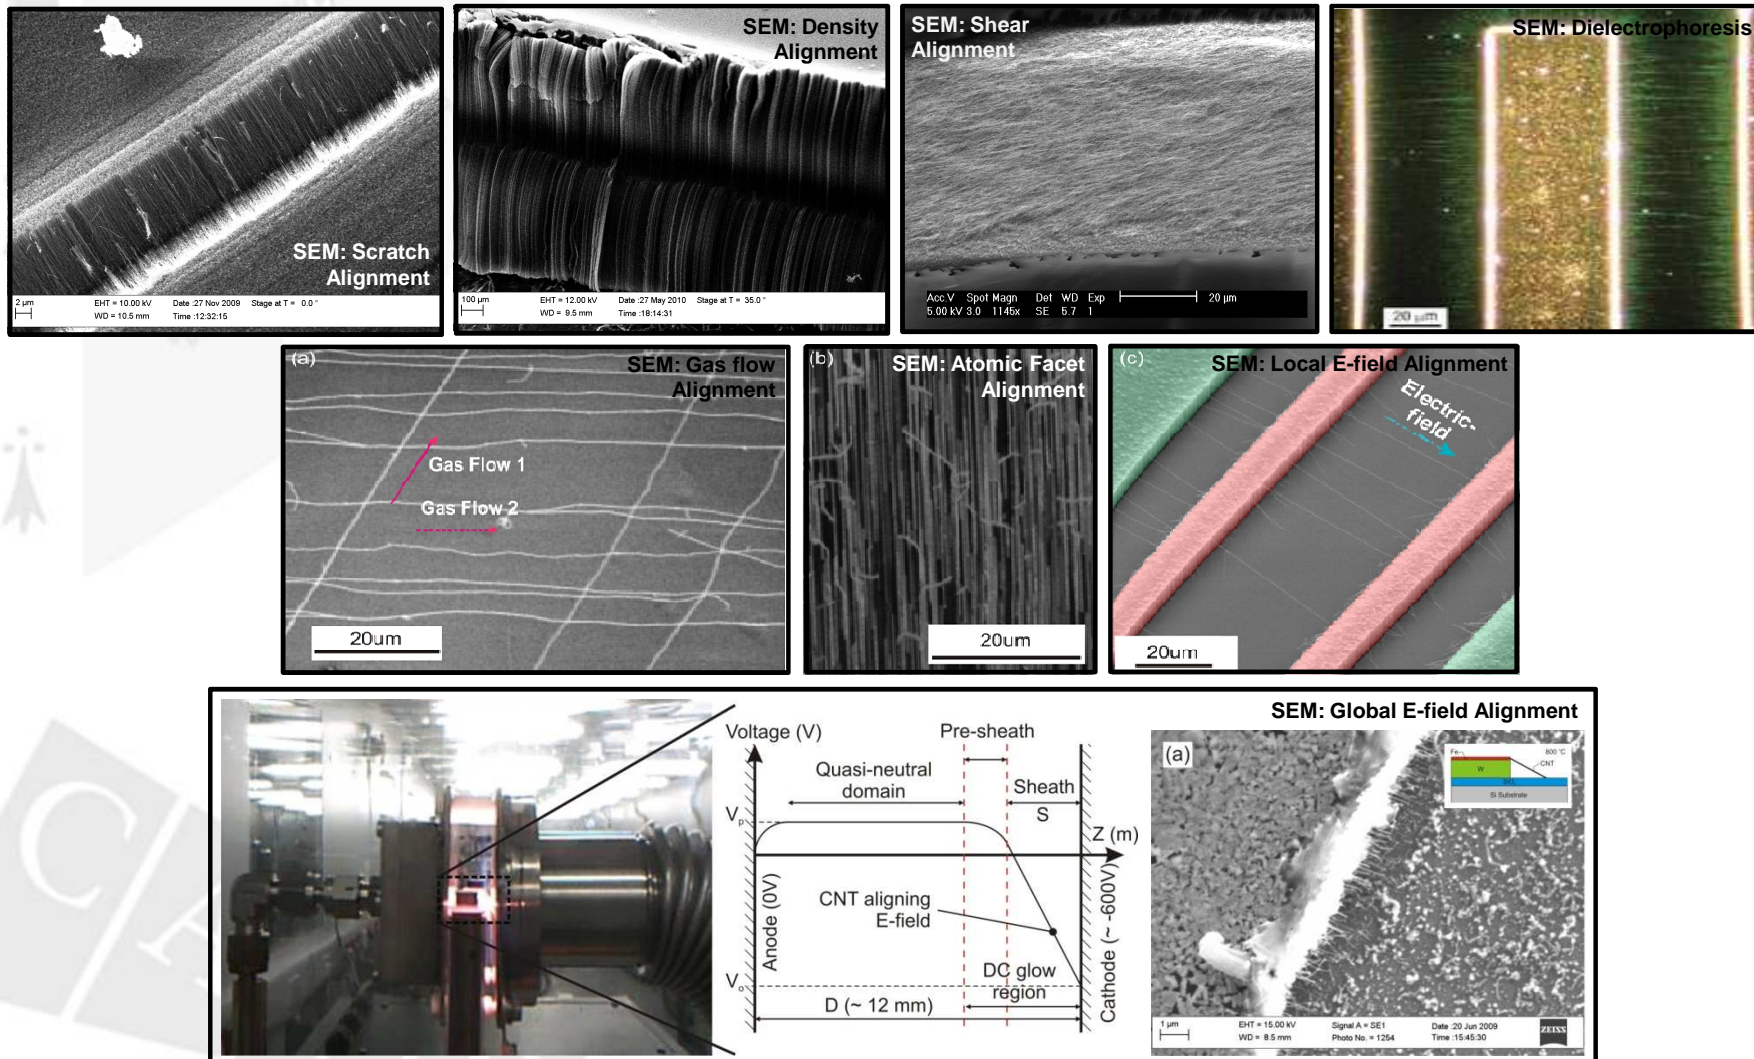 SEM: Scratch
Alignment
2 µm
EHT = 10.00 kV
WD = 10.5 mm
Date :27 Nov 2009
Time :12:32:15
Stage at T = 0.0 °
SEM: Density
Alignment
100 µm
EHT = 12.00 kV
WD = 9.5 mm
Date :27 May 2010
Time :18:14:31
Stage at T = 35.0 °
SEM: Shear
Alignment
Acc.V Spot Magn Det WD Exp
5.00 kV 3.0 1145x SE 5.7 1
20 µm
SEM: Dielectrophoresis
20 µm
(a)
SEM: Gas flow
Alignment
Gas Flow 1
Gas Flow 2
20um
(b)
SEM: Atomic Facet
Alignment
20um
(c)
SEM: Local E-field Alignment
Electric-
field
20um
SEM: Global E-field Alignment
Voltage (V)
Pre-sheath
Quasi-neutral
domain
Sheath
S
Vp
Z (m)
CNT aligning
E-field
Anode (0V)
Cathode (~ -600V)
Vo
DC glow
region
D (~ 12 mm)
(a)
Fe
800 °C
CNT
W
Si Substrate
1 µm
EHT = 15.00 kV
WD = 8.5 mm
Signal A = SE1
Photo No. = 1254
Date :20 Jun 2009
Time :15:45:30
ZEISS
CA